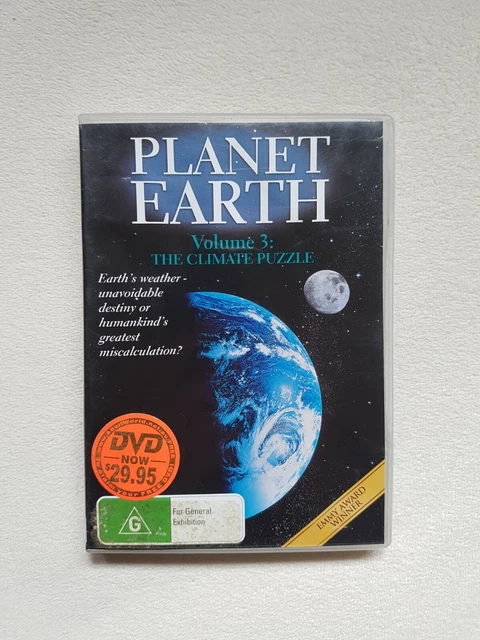 PLANET
EARTH
Volume 3:
THE CLIMATE PUZZLE
Earth's weather -
unavoidable
destiny or
humankind's
greatest
miscalculation?
DVD
NOW
$29.95
G
For General
Exhibition
EMMY AWARD
WINNER